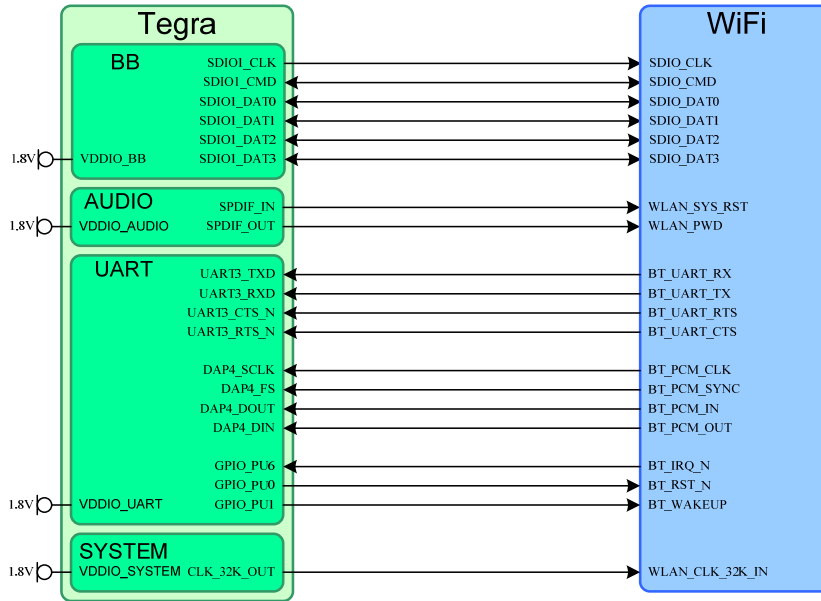 Tegra WiFi
BB SDIO1_CLK SDIO_CLK
SDIO1_CMD SDIO_CMD
SDIO1_DAT0 SDIO_DAT0
SDIO1_DAT1 SDIO_DAT1
SDIO1_DAT2 SDIO_DAT2
1.8V VDDIO_BB SDIO1_DAT3 SDIO_DAT3
AUDIO SPDIF_IN WLAN_SYS_RST
1.8V VDDIO_AUDIO SPDIF_OUT WLAN_PWD
UART UART3_TXD BT_UART_RX
UART3_RXD BT_UART_TX
UART3_CTS_N BT_UART_RTS
UART3_RTS_N BT_UART_CTS
DAP4_SCLK BT_PCM_CLK
DAP4_FS BT_PCM_SYNC
DAP4_DOUT BT_PCM_IN
DAP4_DIN BT_PCM_OUT
GPIO_PU6 BT_IRQ_N
GPIO_PU0 BT_RST_N
1.8V VDDIO_UART GPIO_PU1 BT_WAKEUP
SYSTEM
1.8V VDDIO_SYSTEM CLK_32K_OUT WLAN_CLK_32K_IN